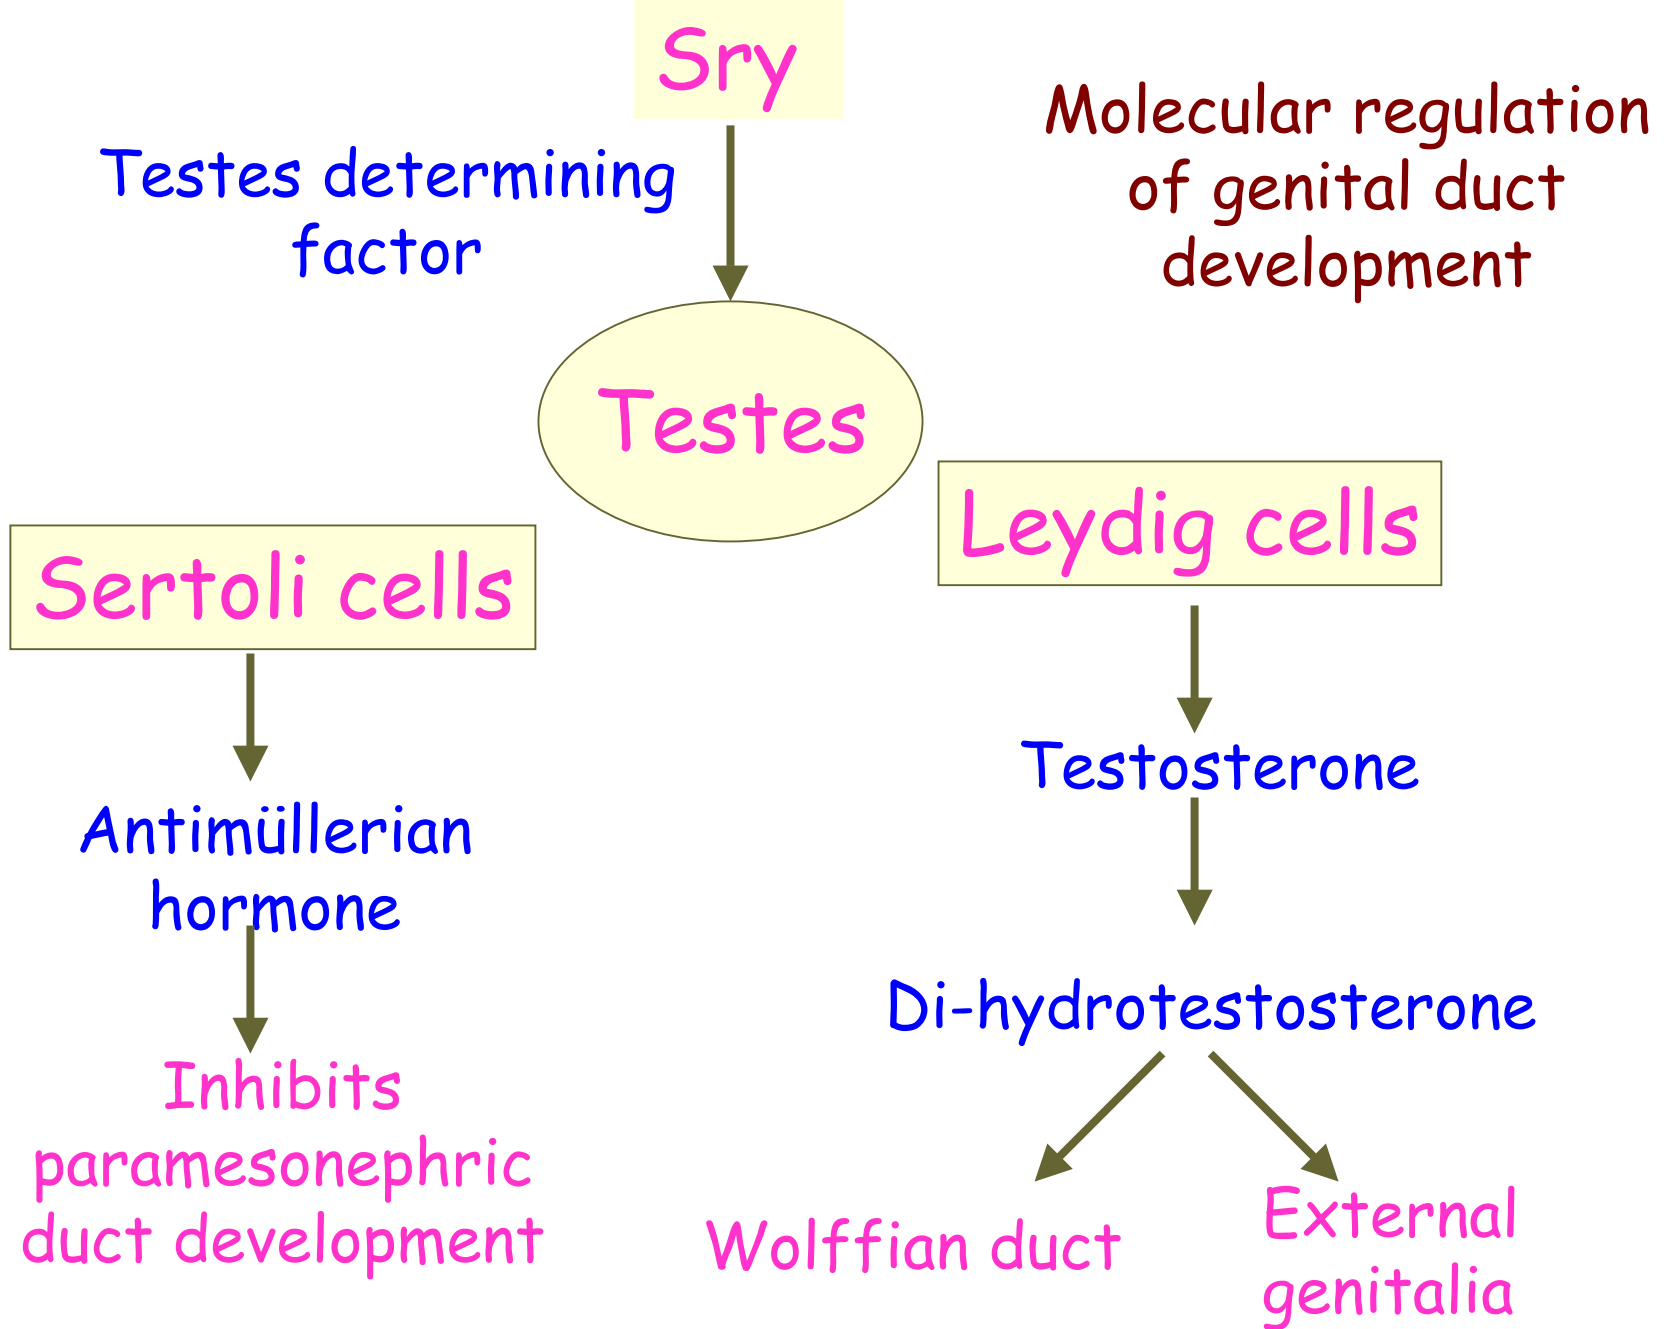 Sry
Molecular regulation
of genital duct
development
Testes determining
factor
Testes
Leydig cells
Sertoli cells
Testosterone
Antimüllerian
hormone
Di-hydrotestosterone
Inhibits
paramesonephric
duct development
Wolffian duct
External
genitalia